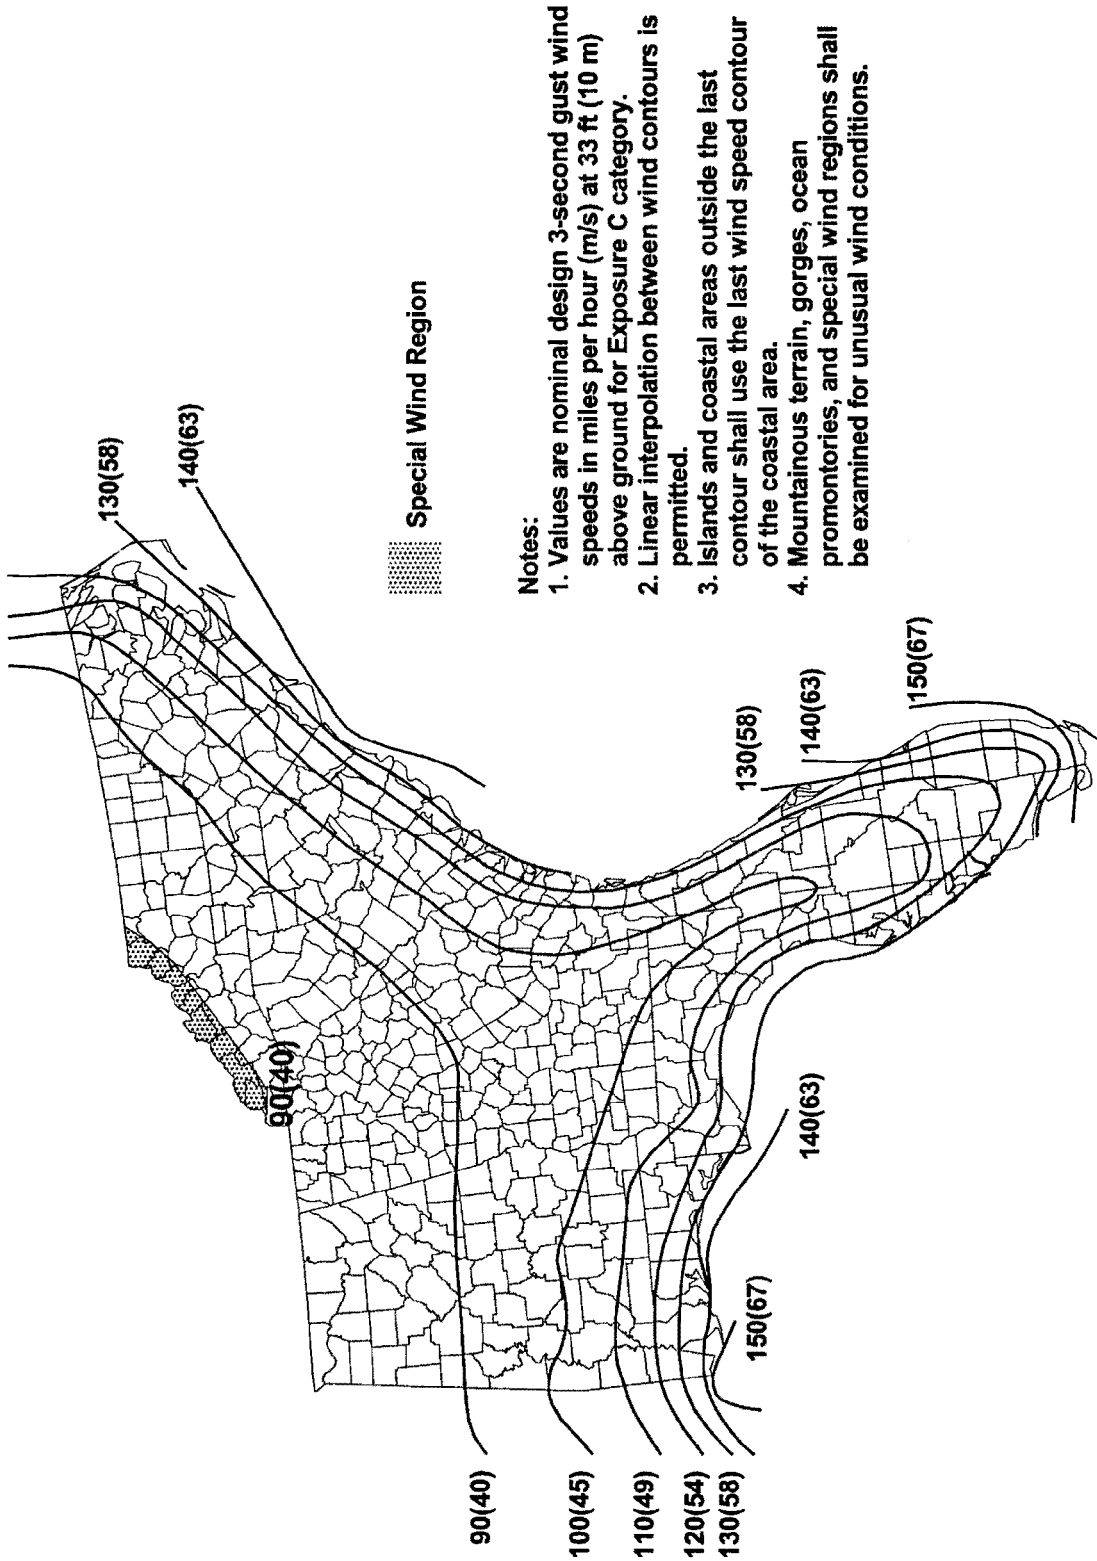 130(58)
140(63)
90(40)
Special Wind Region
Notes:
1. Values are nominal design 3-second gust wind
speeds in miles per hour (m/s) at 33 ft (10 m)
above ground for Exposure C category.
2. Linear interpolation between wind contours is
permitted.
3. Islands and coastal areas outside the last
contour shall use the last wind speed contour
of the coastal area.
4. Mountainous terrain, gorges, ocean
promontories, and special wind regions shall
be examined for unusual wind conditions.
90(40)
100(45)
110(49)
120(54)
130(58)
150(67)
140(63)
130(58)
140(63)
150(67)